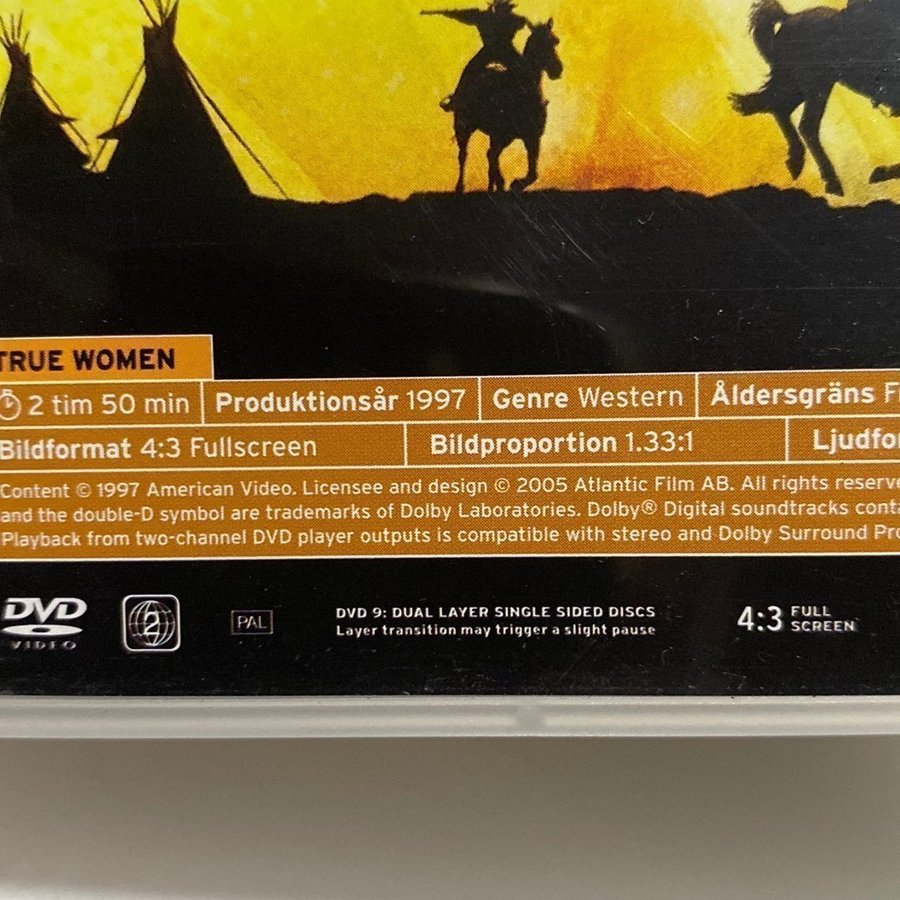 TRUE WOMEN
2 tim 50 min Produktionsår 1997 Genre Western Åldersgräns
Bildformat 4:3 Fullscreen Bildproportion 1.33:1
Content © 1997 American Video. Licensee and design © 2005 Atlantic Film AB. All rights
and the double-D symbol are trademarks of Dolby Laboratories. Dolby® Digital soundtracks
Playback from two-channel DVD player outputs is compatible with stereo and Dolby Surround
DVD VIDEO 2 PAL DVD 9: DUAL LAYER SINGLE SIDED DISCS 4:3 FULL SCREEN
Layer transition may trigger a slight pause